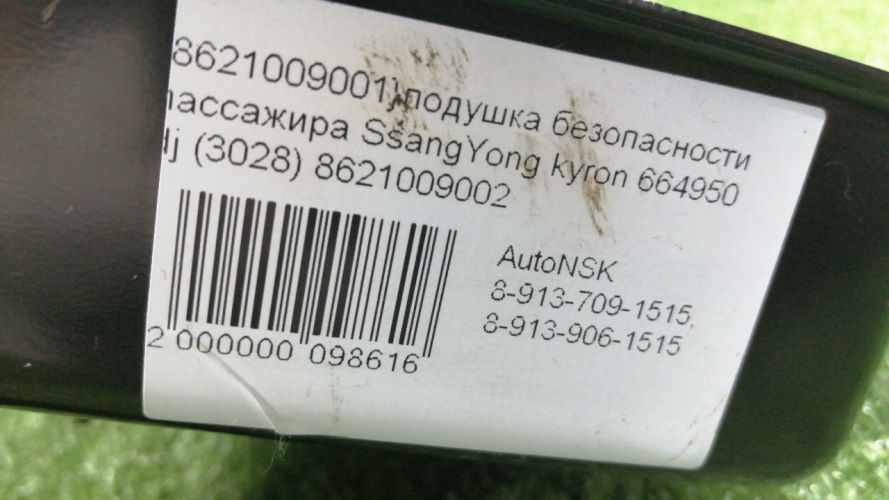 8621009001) подушка безопасности
пассажира SsangYong kyron 664950
dj (3028) 8621009002
AutoNSK
8-913-709-1515,
8-913-906-1515
2 000000 098616